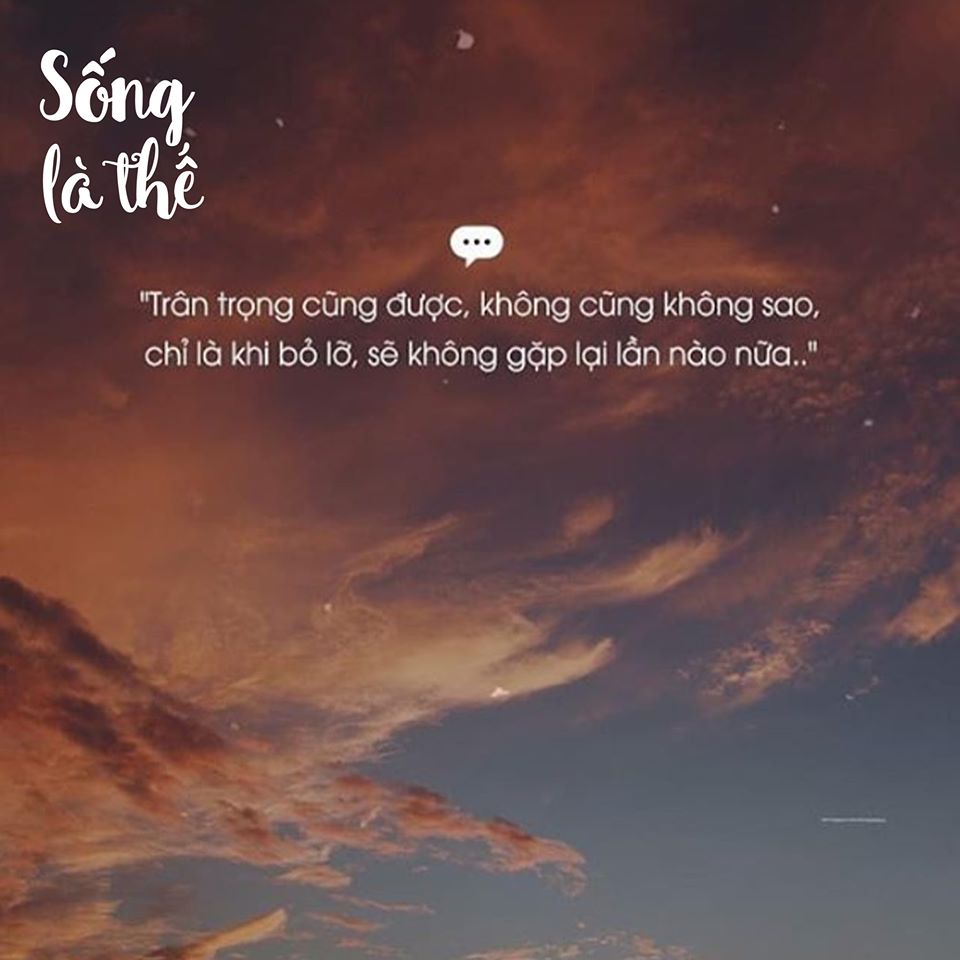 Sống
là thế
"Trân trọng cũng được, không cũng không sao,
chỉ là khi bỏ lỡ, sẽ không gặp lại lần nào nữa.."